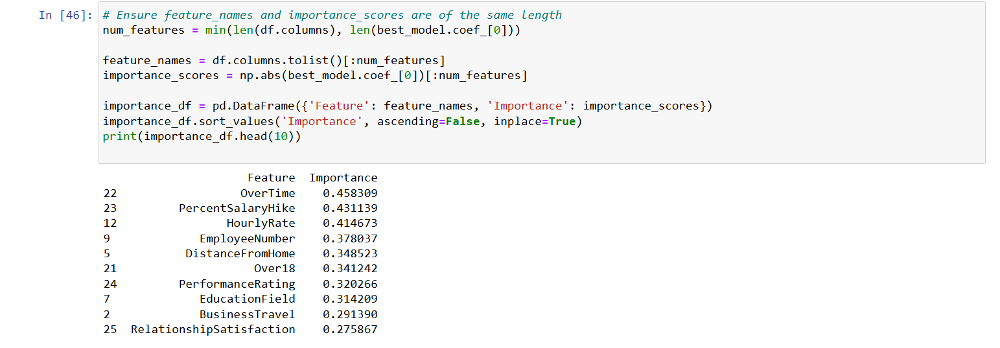 In [46]: # Ensure feature_names and importance_scores are of the same length
num_features = min(len(df.columns), len(best_model.coef_[0]))

feature_names = df.columns.tolist()[:num_features]
importance_scores = np.abs(best_model.coef_[0])[:num_features]

importance_df = pd.DataFrame({'Feature': feature_names, 'Importance': importance_scores})
importance_df.sort_values('Importance', ascending=False, inplace=True)
print(importance_df.head(10))

Feature Importance
22 OverTime 0.458309
23 PercentSalaryHike 0.431139
12 HourlyRate 0.414673
9 EmployeeNumber 0.378037
5 DistanceFromHome 0.348523
21 Over18 0.341242
24 PerformanceRating 0.320266
7 EducationField 0.314209
2 BusinessTravel 0.291390
25 RelationshipSatisfaction 0.275867